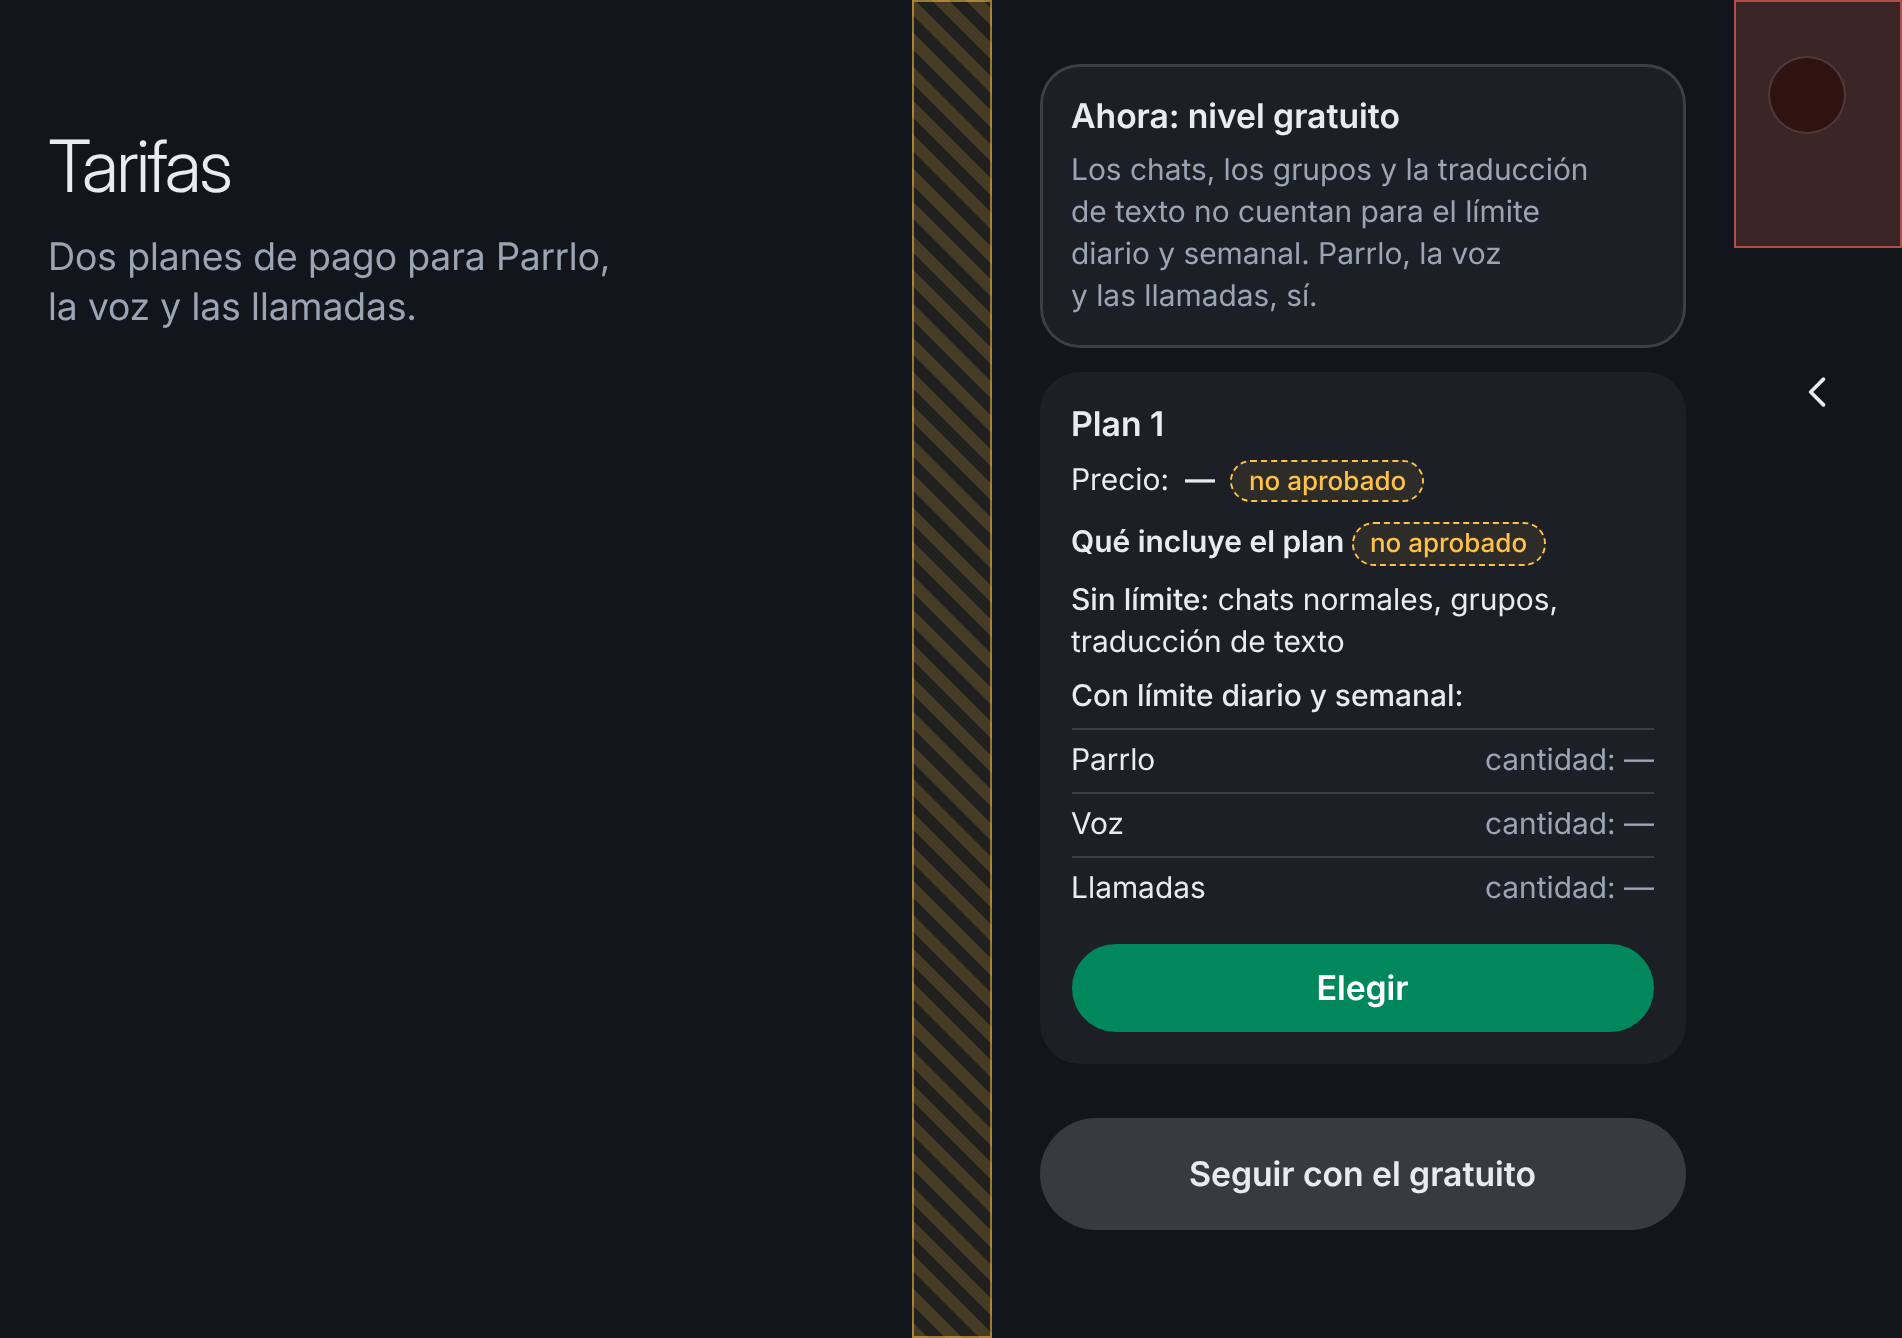 Tarifas
Dos planes de pago para Parrlo,
la voz y las llamadas.
Ahora: nivel gratuito
Los chats, los grupos y la traducción
de texto no cuentan para el límite
diario y semanal. Parrlo, la voz
y las llamadas, sí.
Plan 1
Precio: — no aprobado
Qué incluye el plan no aprobado
Sin límite: chats normales, grupos,
traducción de texto
Con límite diario y semanal:
Parrlo cantidad: —
Voz cantidad: —
Llamadas cantidad: —
Elegir
Seguir con el gratuito